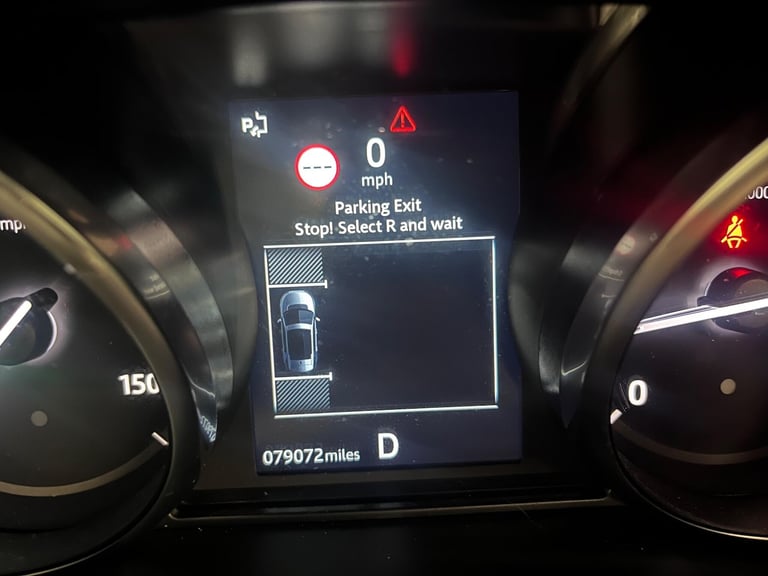 P
---
0
mph
Parking Exit
Stop! Select R and wait
150
0
079072miles D